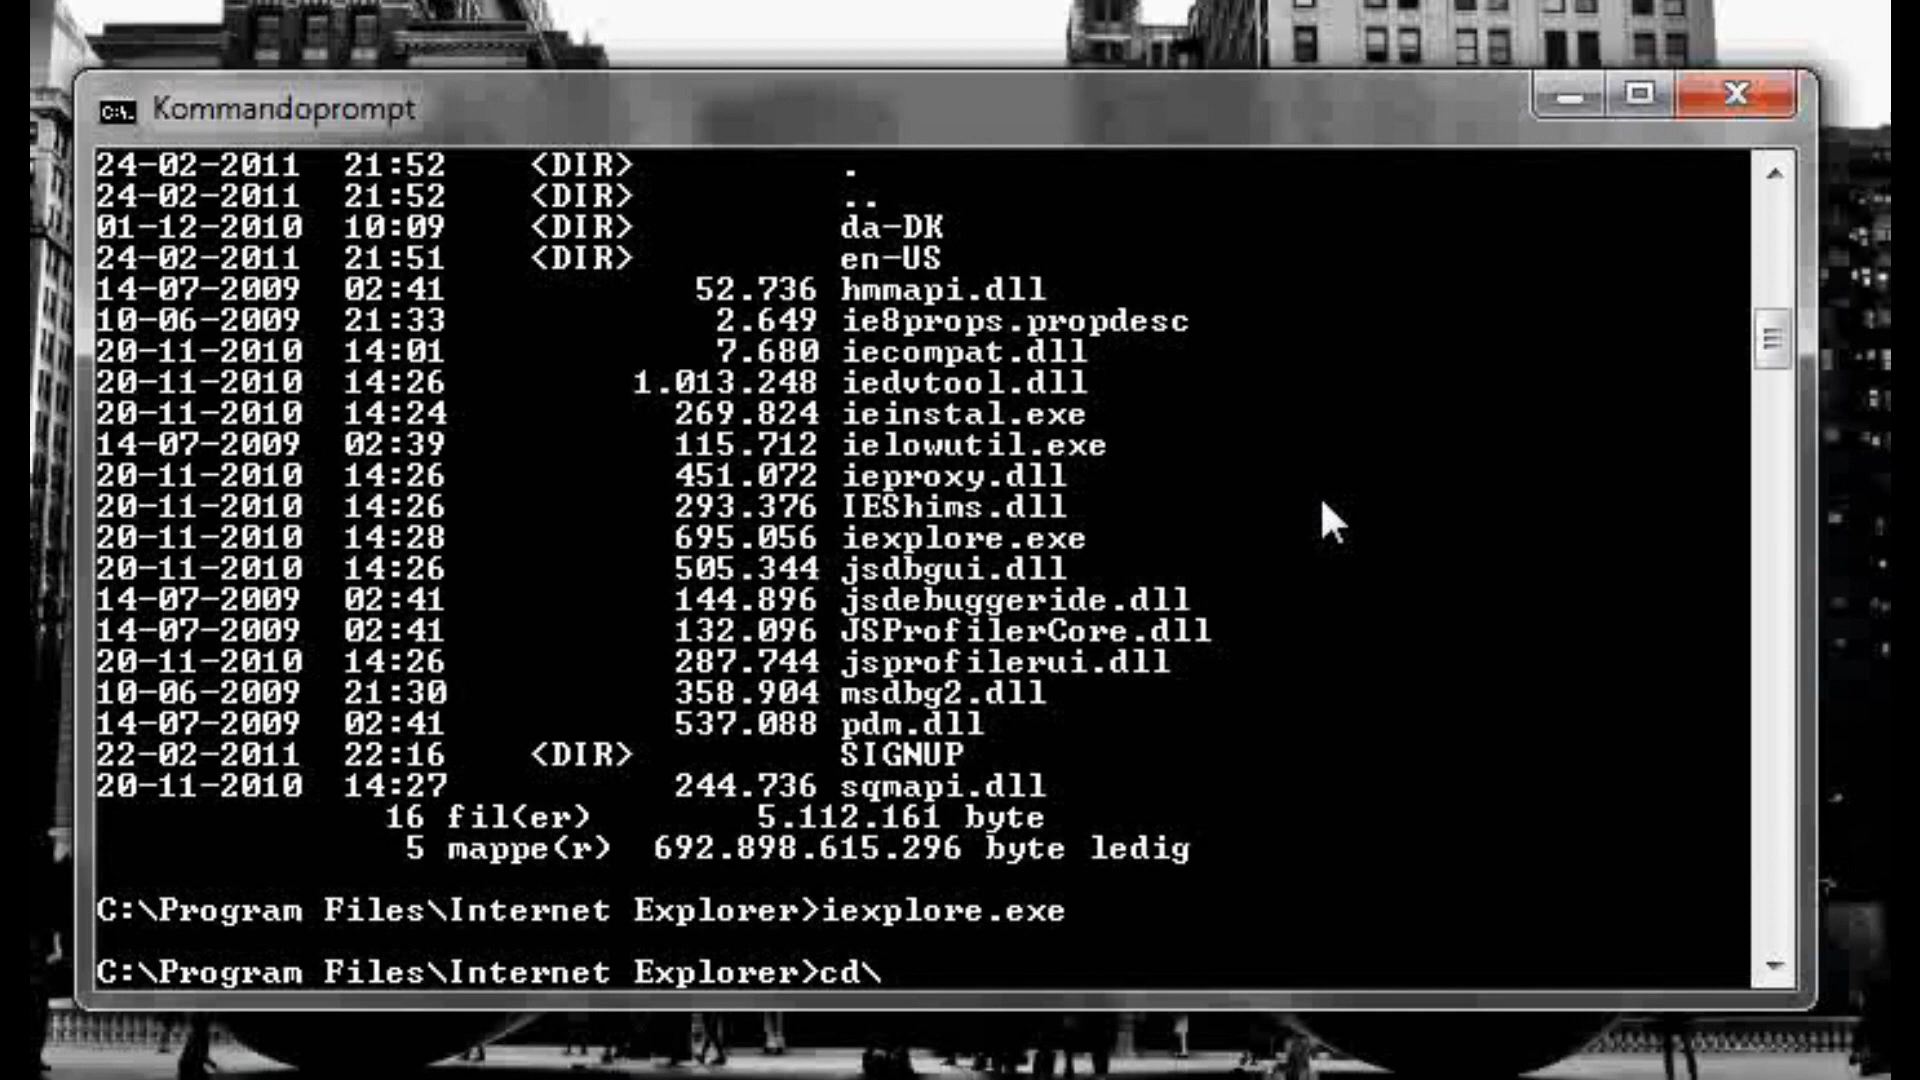 C:\. Kommandoprompt
24-02-2011 21:52 <DIR> .
24-02-2011 21:52 <DIR> ..
01-12-2010 10:09 <DIR> da-DK
24-02-2011 21:51 <DIR> en-US
14-07-2009 02:41 52.736 hmmapi.dll
10-06-2009 21:33 2.649 ie8props.propdesc
20-11-2010 14:01 7.680 iecompat.dll
20-11-2010 14:26 1.013.248 iedvtool.dll
20-11-2010 14:24 269.824 ieinstal.exe
14-07-2009 02:39 115.712 ielowutil.exe
20-11-2010 14:26 451.072 ieproxy.dll
20-11-2010 14:26 293.376 IEShims.dll
20-11-2010 14:28 695.056 iexplore.exe
20-11-2010 14:26 505.344 jsdbgui.dll
14-07-2009 02:41 144.896 jsdebuggeride.dll
14-07-2009 02:41 132.096 JSProfilerCore.dll
20-11-2010 14:26 287.744 jsprofilerui.dll
10-06-2009 21:30 358.904 msdbg2.dll
14-07-2009 02:41 537.088 pdm.dll
22-02-2011 22:16 <DIR> SIGNUP
20-11-2010 14:27 244.736 sqmapi.dll
16 fil(er) 5.112.161 byte
5 mappe(r) 692.898.615.296 byte ledig
C:\Program Files\Internet Explorer>iexplore.exe
C:\Program Files\Internet Explorer>cd\